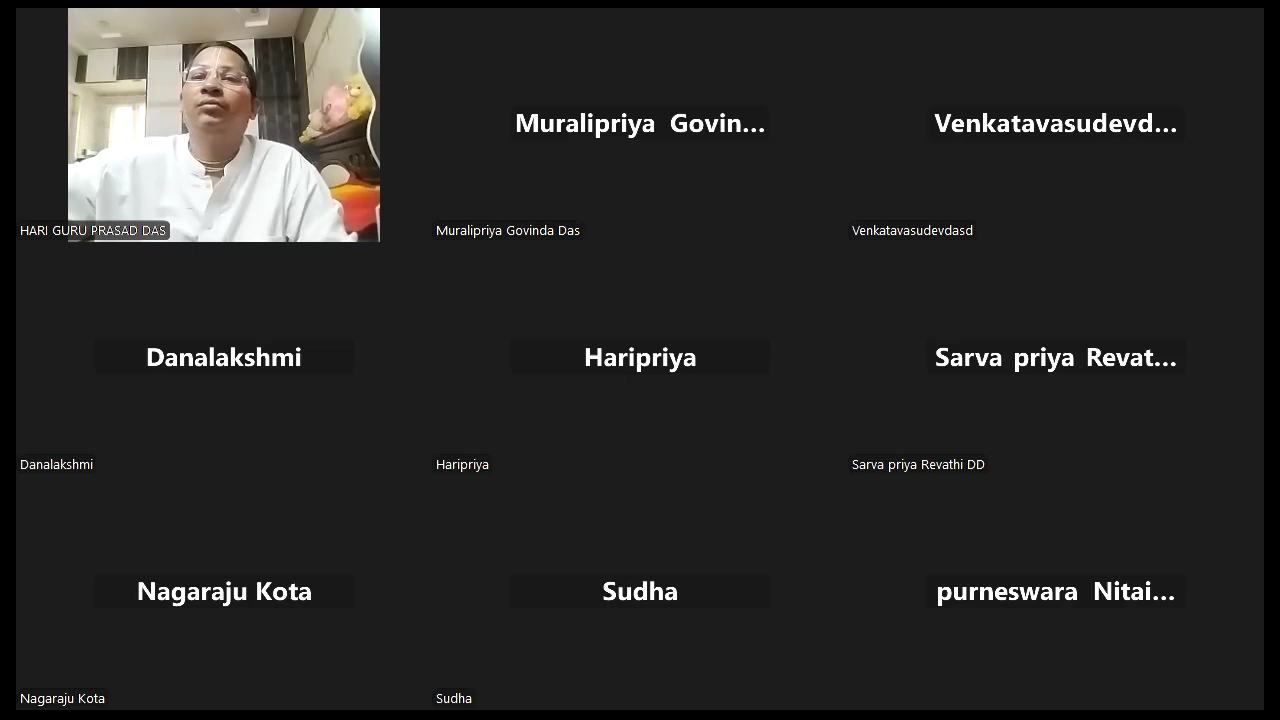 Muralipriya Govin...
Venkatavasudevd...
HARI GURU PRASAD DAS
Muralipriya Govinda Das
Venkatavasudevdasd
Danalakshmi
Haripriya
Sarva priya Revat...
Danalakshmi
Haripriya
Sarva priya Revathi DD
Nagaraju Kota
Sudha
purneswara Nitai...
Nagaraju Kota
Sudha